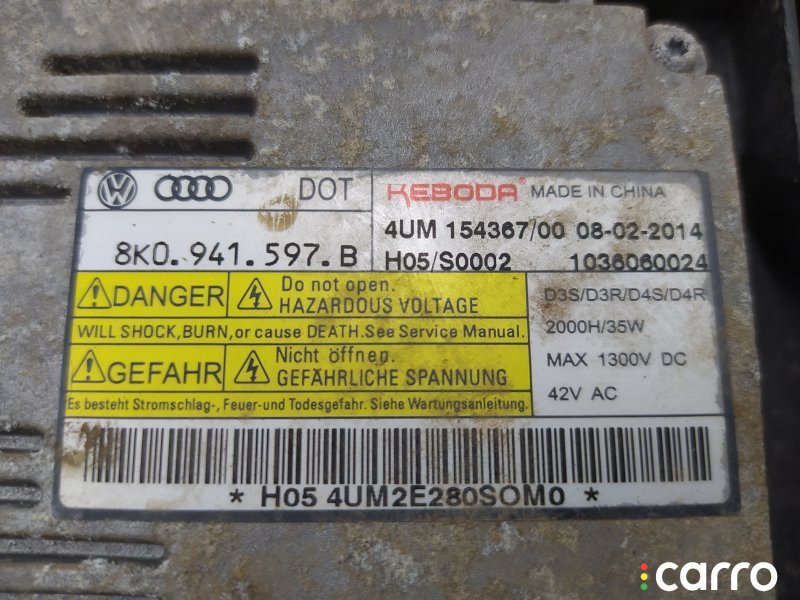 DOT
8K0.941.597.B
KEBODA® MADE IN CHINA
4UM 154367/00 08-02-2014
H05/S0002 1036060024
DANGER
Do not open.
HAZARDOUS VOLTAGE
WILL SHOCK,BURN,or cause DEATH.See Service Manual.
GEFAHR
Nicht öffnen.
GEFÄHRLICHE SPANNUNG
Es besteht Stromschlag-, Feuer-und Todesgefahr. Siehe Wartungsanleitung.
D3S/D3R/D4S/D4R
2000H/35W
MAX 1300V DC
42V AC
* H05 4UM2E280SOM0 *
carro